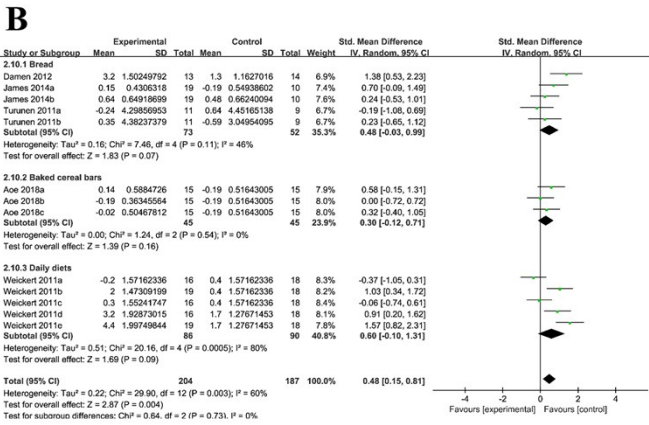 B
Experimental Control Std. Mean Difference Std. Mean Difference
Study or Subgroup Mean SD Total Mean SD Total Weight IV. Random. 95% CI IV. Random. 95% CI
2.10.1 Bread
Damen 2012 3.2 1.50249792 13 1.3 1.1627016 14 6.9% 1.38 [0.53, 2.23]
James 2014a 0.15 0.4306318 19 -0.19 0.54938602 10 7.4% 0.70 [-0.09, 1.49]
James 2014b 0.64 0.64918699 19 0.48 0.66240094 10 7.5% 0.24 [-0.53, 1.01]
Turunen 2011a -0.24 4.29856953 11 0.64 4.45165138 9 6.7% -0.19 [-1.08, 0.69]
Turunen 2011b 0.35 4.38237379 11 -0.59 3.04954095 9 6.7% 0.23 [-0.65, 1.12]
Subtotal (95% CI) 73 52 35.3% 0.48 [-0.03, 0.99]
Heterogeneity: Tau² = 0.16; Chi² = 7.46, df = 4 (P = 0.11); I² = 46%
Test for overall effect: Z = 1.83 (P = 0.07)
2.10.2 Baked cereal bars
Aoe 2018a 0.14 0.5884726 15 -0.19 0.51643005 15 7.9% 0.58 [-0.15, 1.31]
Aoe 2018b -0.19 0.36345564 15 -0.19 0.51643005 15 8.0% 0.00 [-0.72, 0.72]
Aoe 2018c -0.02 0.50467812 15 -0.19 0.51643005 15 8.0% 0.32 [-0.40, 1.05]
Subtotal (95% CI) 45 45 23.9% 0.30 [-0.12, 0.71]
Heterogeneity: Tau² = 0.00; Chi² = 1.24, df = 2 (P = 0.54); I² = 0%
Test for overall effect: Z = 1.39 (P = 0.16)
2.10.3 Daily diets
Weickert 2011a -0.2 1.57162336 16 0.4 1.57162336 18 8.3% -0.37 [-1.05, 0.31]
Weickert 2011b 2 1.47309199 19 0.4 1.57162336 18 8.2% 1.03 [0.34, 1.72]
Weickert 2011c 0.3 1.55241747 16 0.4 1.57162336 18 8.4% -0.06 [-0.74, 0.61]
Weickert 2011d 3.2 1.92873015 16 1.7 1.27671453 18 8.1% 0.91 [0.20, 1.62]
Weickert 2011e 4.4 1.99749844 19 1.7 1.27671453 18 7.8% 1.57 [0.82, 2.31]
Subtotal (95% CI) 86 90 40.8% 0.60 [-0.10, 1.31]
Heterogeneity: Tau² = 0.51; Chi² = 20.16, df = 4 (P = 0.0005); I² = 80%
Test for overall effect: Z = 1.69 (P = 0.09)
Total (95% CI) 204 187 100.0% 0.48 [0.15, 0.81]
Heterogeneity: Tau² = 0.22; Chi² = 29.90, df = 12 (P = 0.003); I² = 60%
Test for overall effect: Z = 2.87 (P = 0.004)
Test for subgroup differences: Chi² = 0.64, df = 2 (P = 0.73), I² = 0%
-4 -2 0 2 4
Favours [experimental] Favours [control]